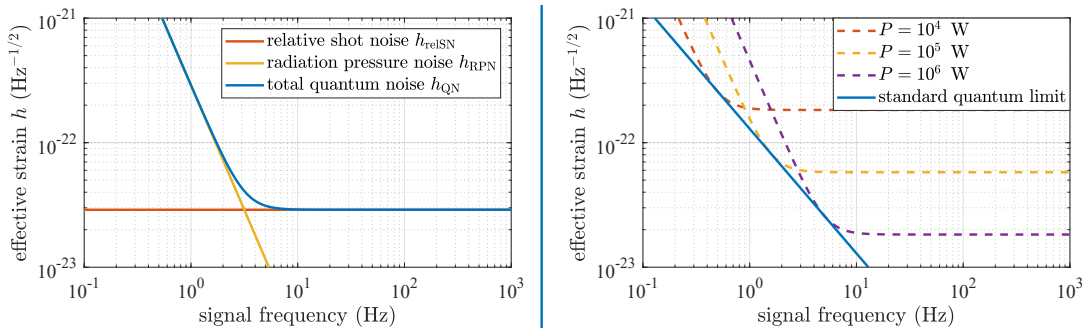 10^-21
10^-22
10^-23
effective strain h (Hz^-1/2)
relative shot noise h_relSN
radiation pressure noise h_RPN
total quantum noise h_QN
10^-1
10^0
10^1
10^2
10^3
signal frequency (Hz)
10^-21
10^-22
10^-23
effective strain h (Hz^-1/2)
P = 10^4 W
P = 10^5 W
P = 10^6 W
standard quantum limit
10^-1
10^0
10^1
10^2
10^3
signal frequency (Hz)